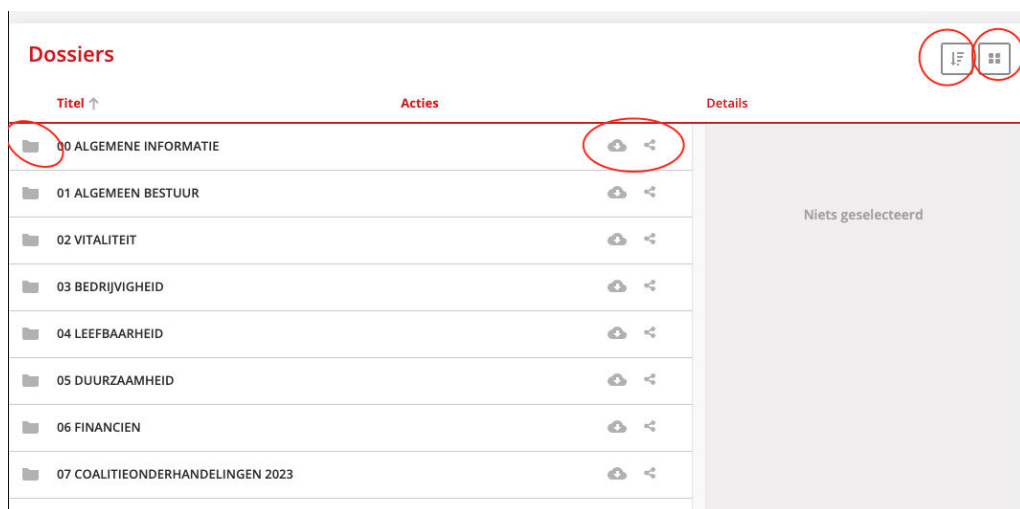 Dossiers
Titel Acties Details
00 ALGEMENE INFORMATIE
01 ALGEMEEN BESTUUR
Niets geselecteerd
02 VITALITEIT
03 BEDRIJVIGHEID
04 LEEFBAARHEID
05 DUURZAAMHEID
06 FINANCIEN
07 COALITIEONDERHANDELINGEN 2023